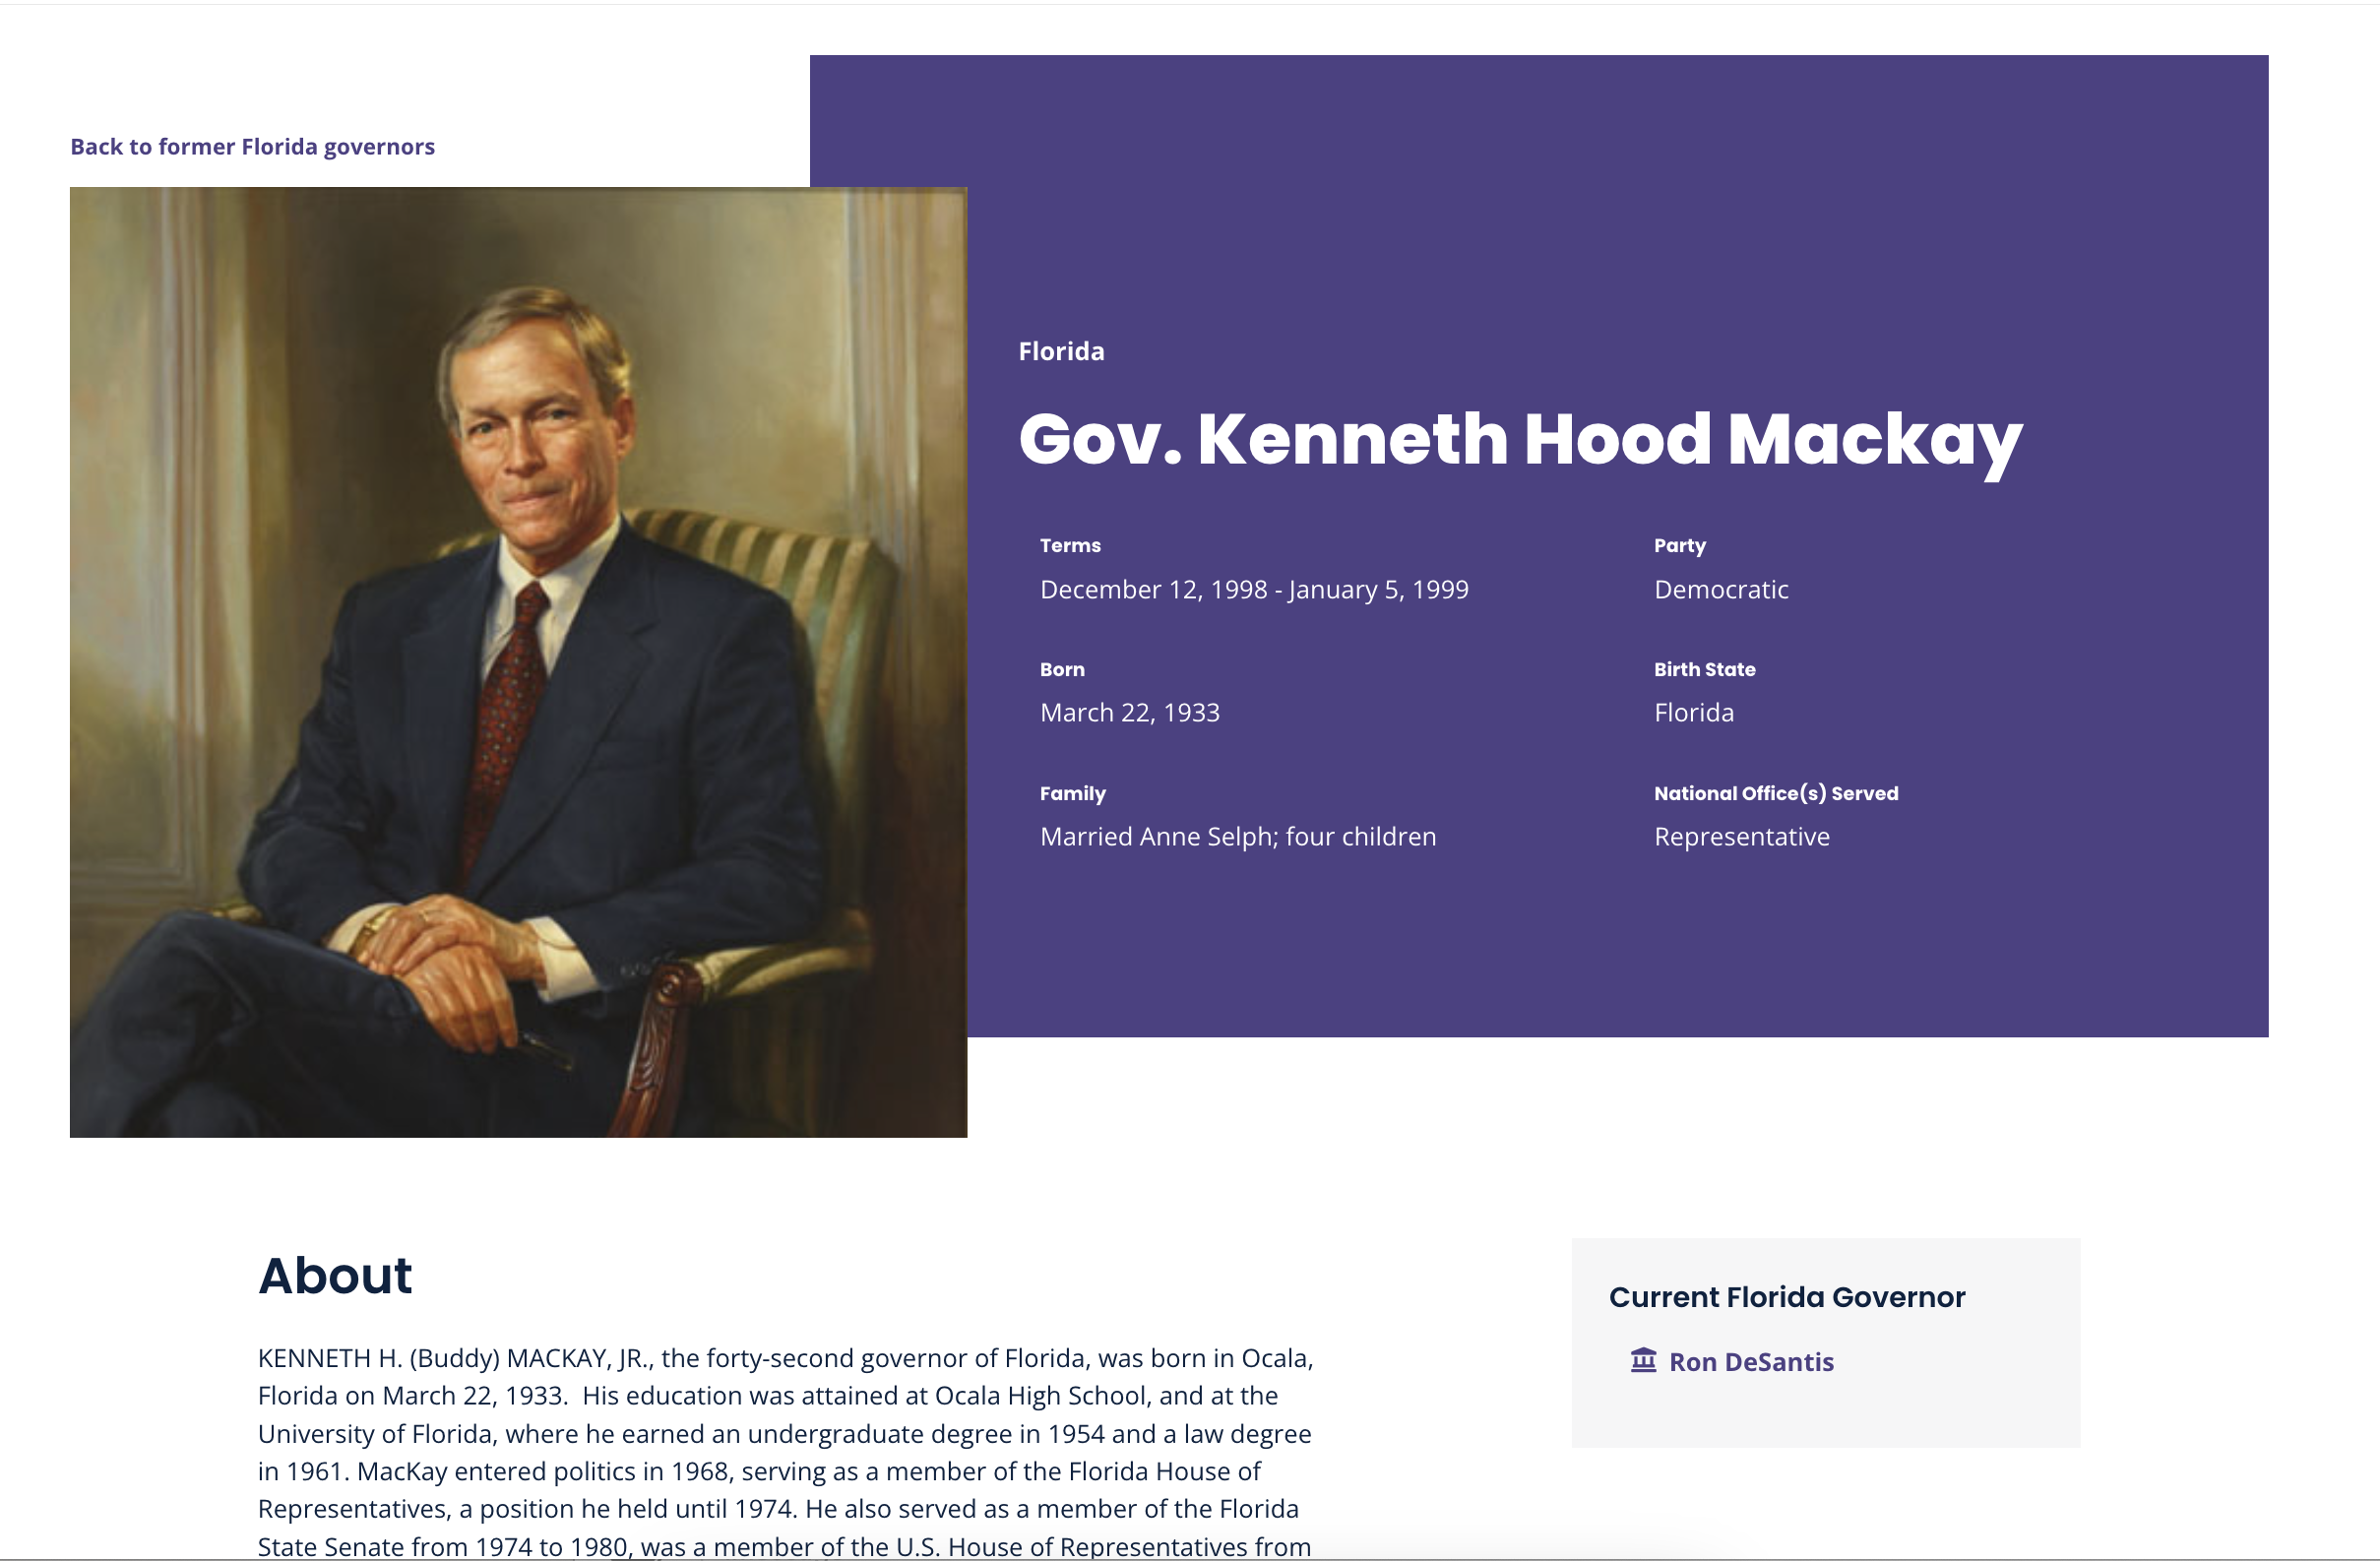 Back to former Florida governors
Florida
Gov. Kenneth Hood Mackay
Terms
December 12, 1998 - January 5, 1999
Party
Democratic
Born
March 22, 1933
Birth State
Florida
Family
Married Anne Selph; four children
National Office(s) Served
Representative
About
KENNETH H. (Buddy) MACKAY, JR., the forty-second governor of Florida, was born in Ocala,
Florida on March 22, 1933.  His education was attained at Ocala High School, and at the
University of Florida, where he earned an undergraduate degree in 1954 and a law degree
in 1961. MacKay entered politics in 1968, serving as a member of the Florida House of
Representatives, a position he held until 1974. He also served as a member of the Florida
State Senate from 1974 to 1980, was a member of the U.S. House of Representatives from
Current Florida Governor
Ron DeSantis